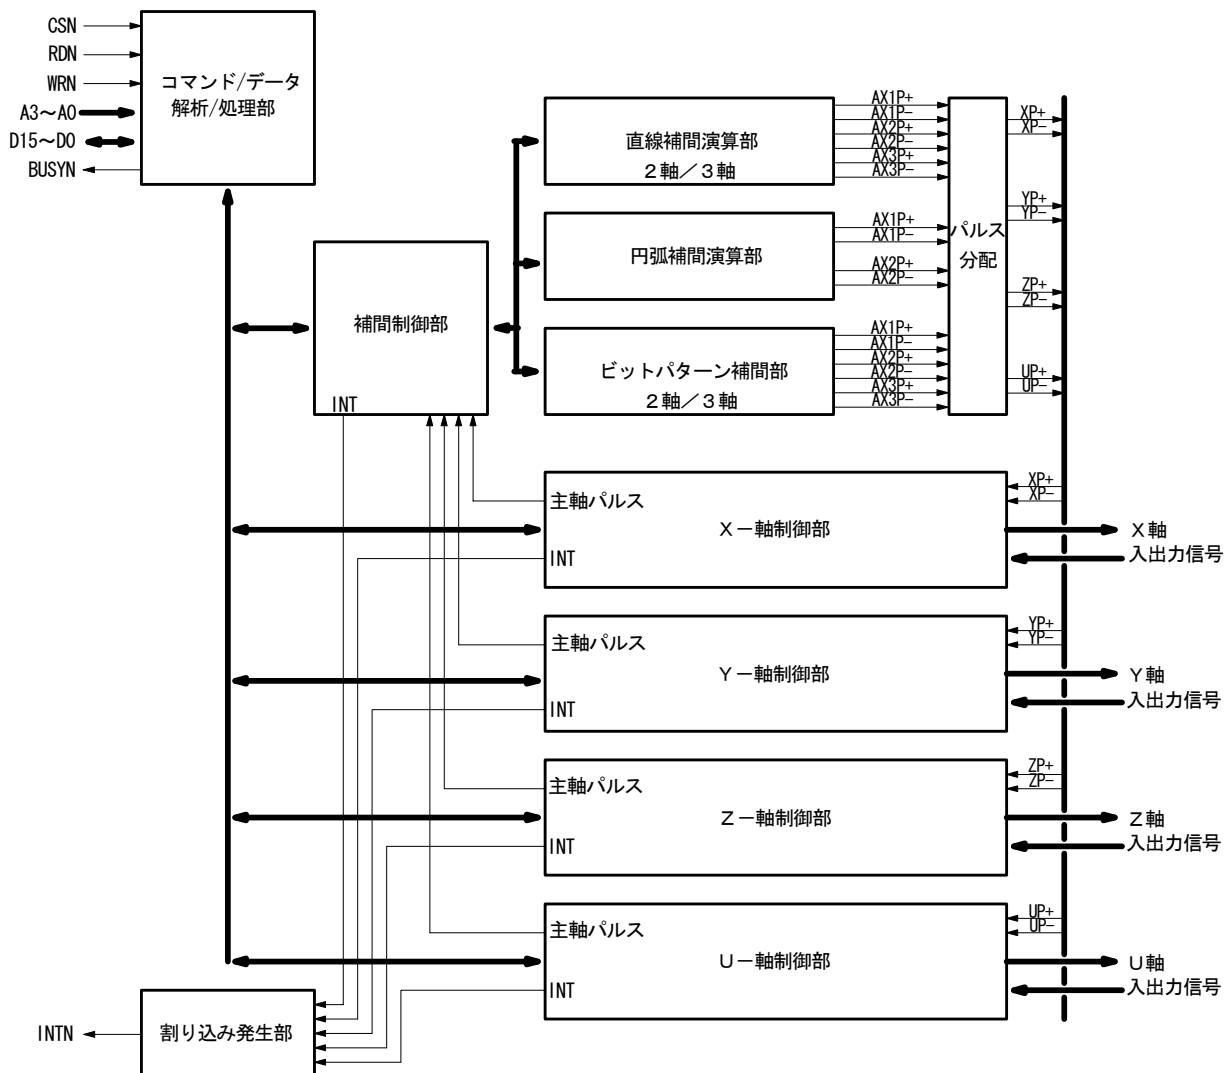 CSN
RDN
WRN
A3～A0
D15～D0
BUSYN
コマンド/データ
解析/処理部
直線補間演算部
２軸／３軸
AX1P+
AX1P-
AX2P+
AX2P-
AX3P+
AX3P-
円弧補間演算部
AX1P+
AX1P-
AX2P+
AX2P-
ビットパターン補間部
２軸／３軸
AX1P+
AX1P-
AX2P+
AX2P-
AX3P+
AX3P-
パルス
分配
XP+
XP-
YP+
YP-
ZP+
ZP-
UP+
UP-
補間制御部
INT
主軸パルス
Ｘ－軸制御部
INT
XP+
XP-
Ｘ軸
入出力信号
主軸パルス
Ｙ－軸制御部
INT
YP+
YP-
Ｙ軸
入出力信号
主軸パルス
Ｚ－軸制御部
INT
ZP+
ZP-
Ｚ軸
入出力信号
主軸パルス
Ｕ－軸制御部
INT
UP+
UP-
Ｕ軸
入出力信号
割り込み発生部
INTN